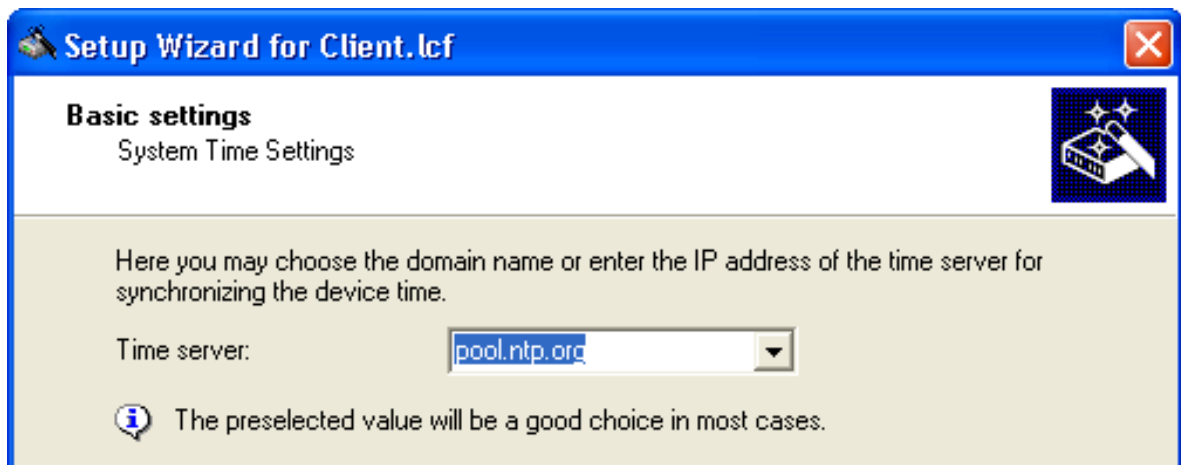 Setup Wizard for Client.lcf
Basic settings
System Time Settings
Here you may choose the domain name or enter the IP address of the time server for
synchronizing the device time.
Time server:
pool.ntp.org
The preselected value will be a good choice in most cases.